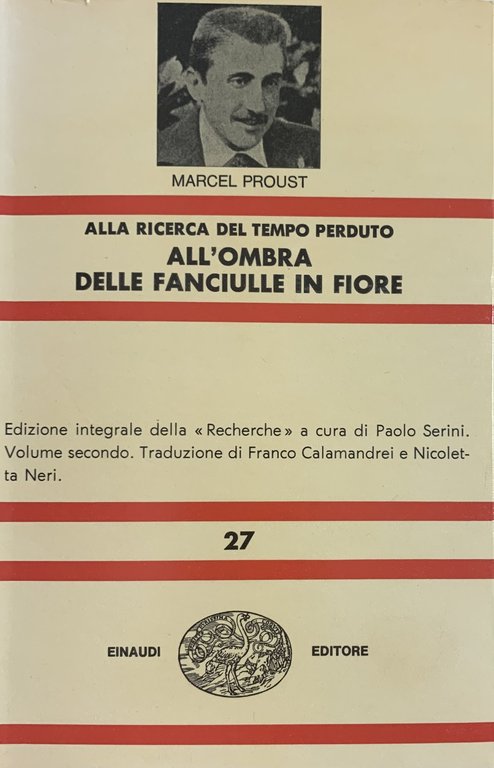 MARCEL PROUST
ALLA RICERCA DEL TEMPO PERDUTO
ALL'OMBRA
DELLE FANCIULLE IN FIORE
Edizione integrale della «Recherche» a cura di Paolo Serini.
Volume secondo. Traduzione di Franco Calamandrei e Nicolet-
ta Neri.
27
EINAUDI EDITORE